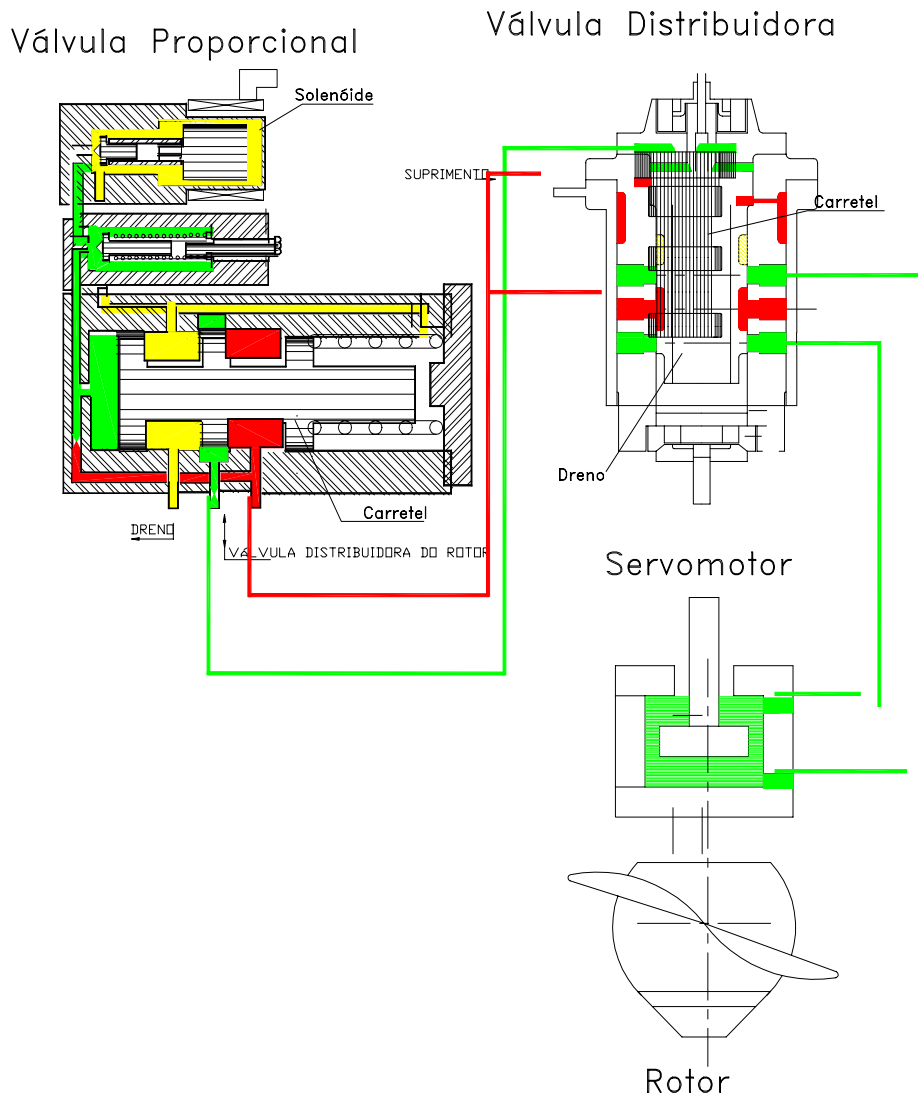 Válvula Proporcional
Válvula Distribuidora
Solenóide
SUPRIMENTO
Carretel
Dreno
Carretel
DRENO
VÁLVULA DISTRIBUIDORA DO ROTOR
Servomotor
Rotor